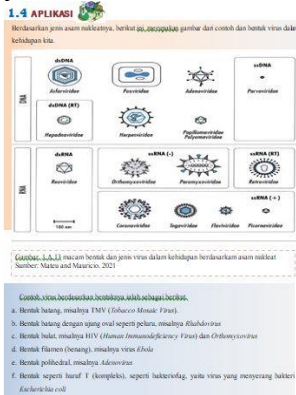 1.4 APLIKASI
Berdasarkan jenis asam nukleatnya, berikut ini merupakan gambar dari contoh dan bentuk virus dalam
kehidupan kita.
DNA
dsDNA
ssDNA
Asfarviridae
Poxviridae
Adenoviridae
Parvoviridae
dsDNA (RT)
Hepadnaviridae
Herpesviridae
Papillomaviridae
Polyomaviridae
RNA
dsRNA
ssRNA (-)
ssRNA (RT)
Reoviridae
Orthomyxoviridae
Paramyxoviridae
Retroviridae
ssRNA (+)
100 nm
Coronaviridae
Togaviridae
Flaviviridae
Picornaviridae
Gambar. 1.A.13 macam bentuk dan jenis virus dalam kehidupan berdasarkam asam nukleat
Sumber: Mateu and Mauricio, 2021
Contoh virus berdasarkan bentuknya ialah sebagai berikut.
a. Bentuk batang, misalnya TMV (Tobacco Mosaic Virus).
b. Bentuk batang dengan ujung oval seperti peluru, misalnya Rhabdovirus
c. Bentuk bulat, misalnya HIV (Human Immunodeficiency Virus) dan Orthomyxovirus
d. Bentuk filamen (benang), misalnya virus Ebola
e. Bentuk polihedral, misalnya Adenovirus
f. Bentuk seperti huruf T (kompleks), seperti bakteriofag, yaitu virus yang menyerang bakteri
Escherichia coli